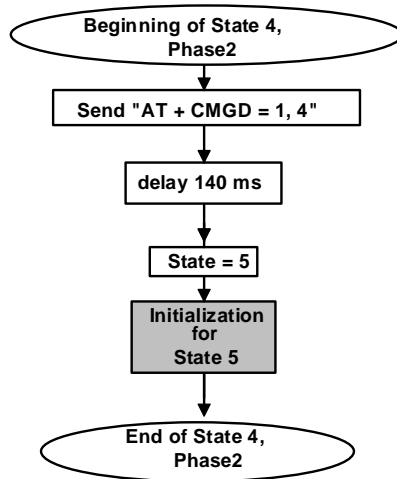 Beginning of State 4,
Phase2
Send "AT + CMGD = 1, 4"
delay 140 ms
State = 5
Initialization
for
State 5
End of State 4,
Phase2